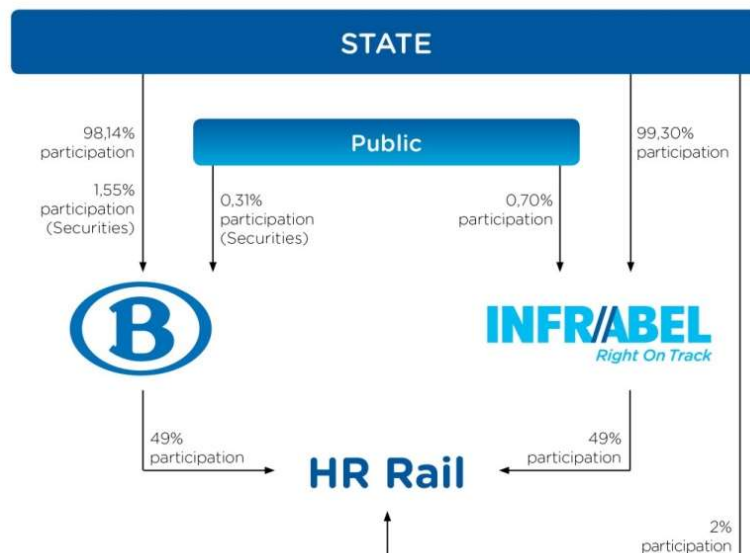 STATE
98,14%
participation
1,55%
participation
(Securities)
Public
99,30%
participation
0,31%
participation
(Securities)
0,70%
participation
B
INFRABEL
Right On Track
49%
participation
HR Rail
49%
participation
2%
participation